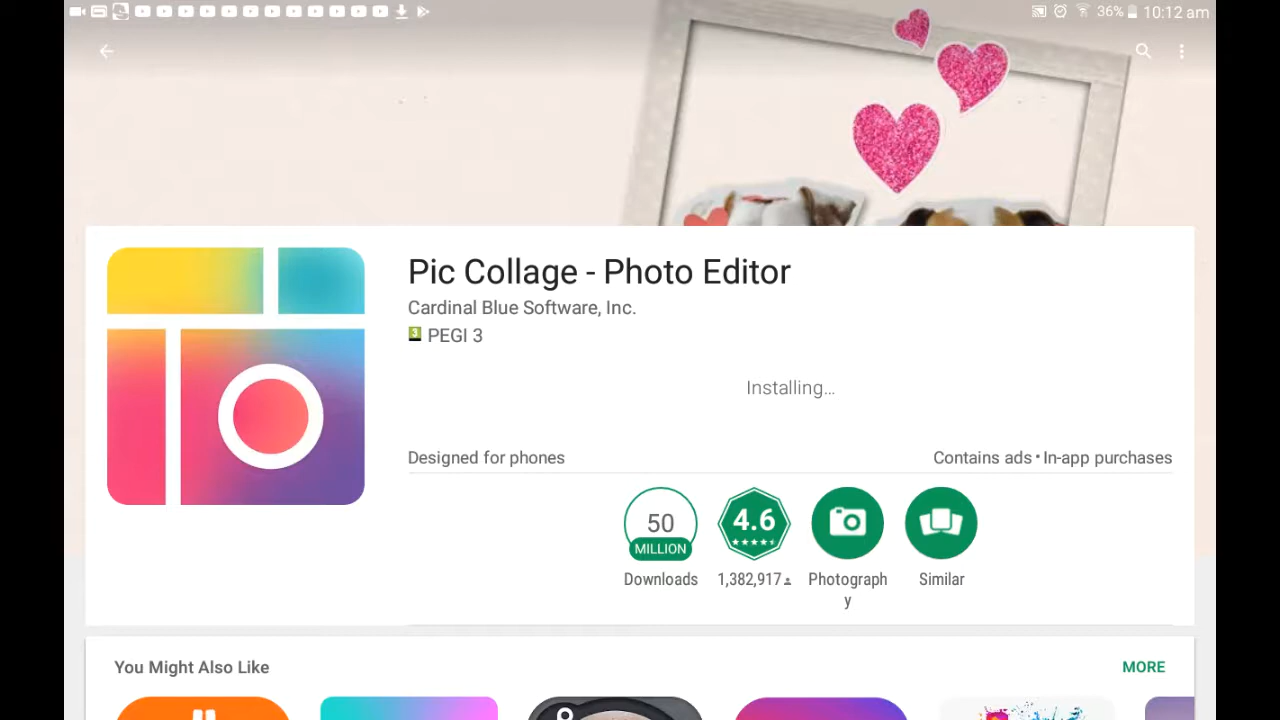 36% 10:12 am
Pic Collage - Photo Editor
Cardinal Blue Software, Inc.
3 PEGI 3
Installing...
Designed for phones
Contains ads • In-app purchases
50
MILLION
4.6
Downloads
1,382,917
Photograph
y
Similar
You Might Also Like
MORE